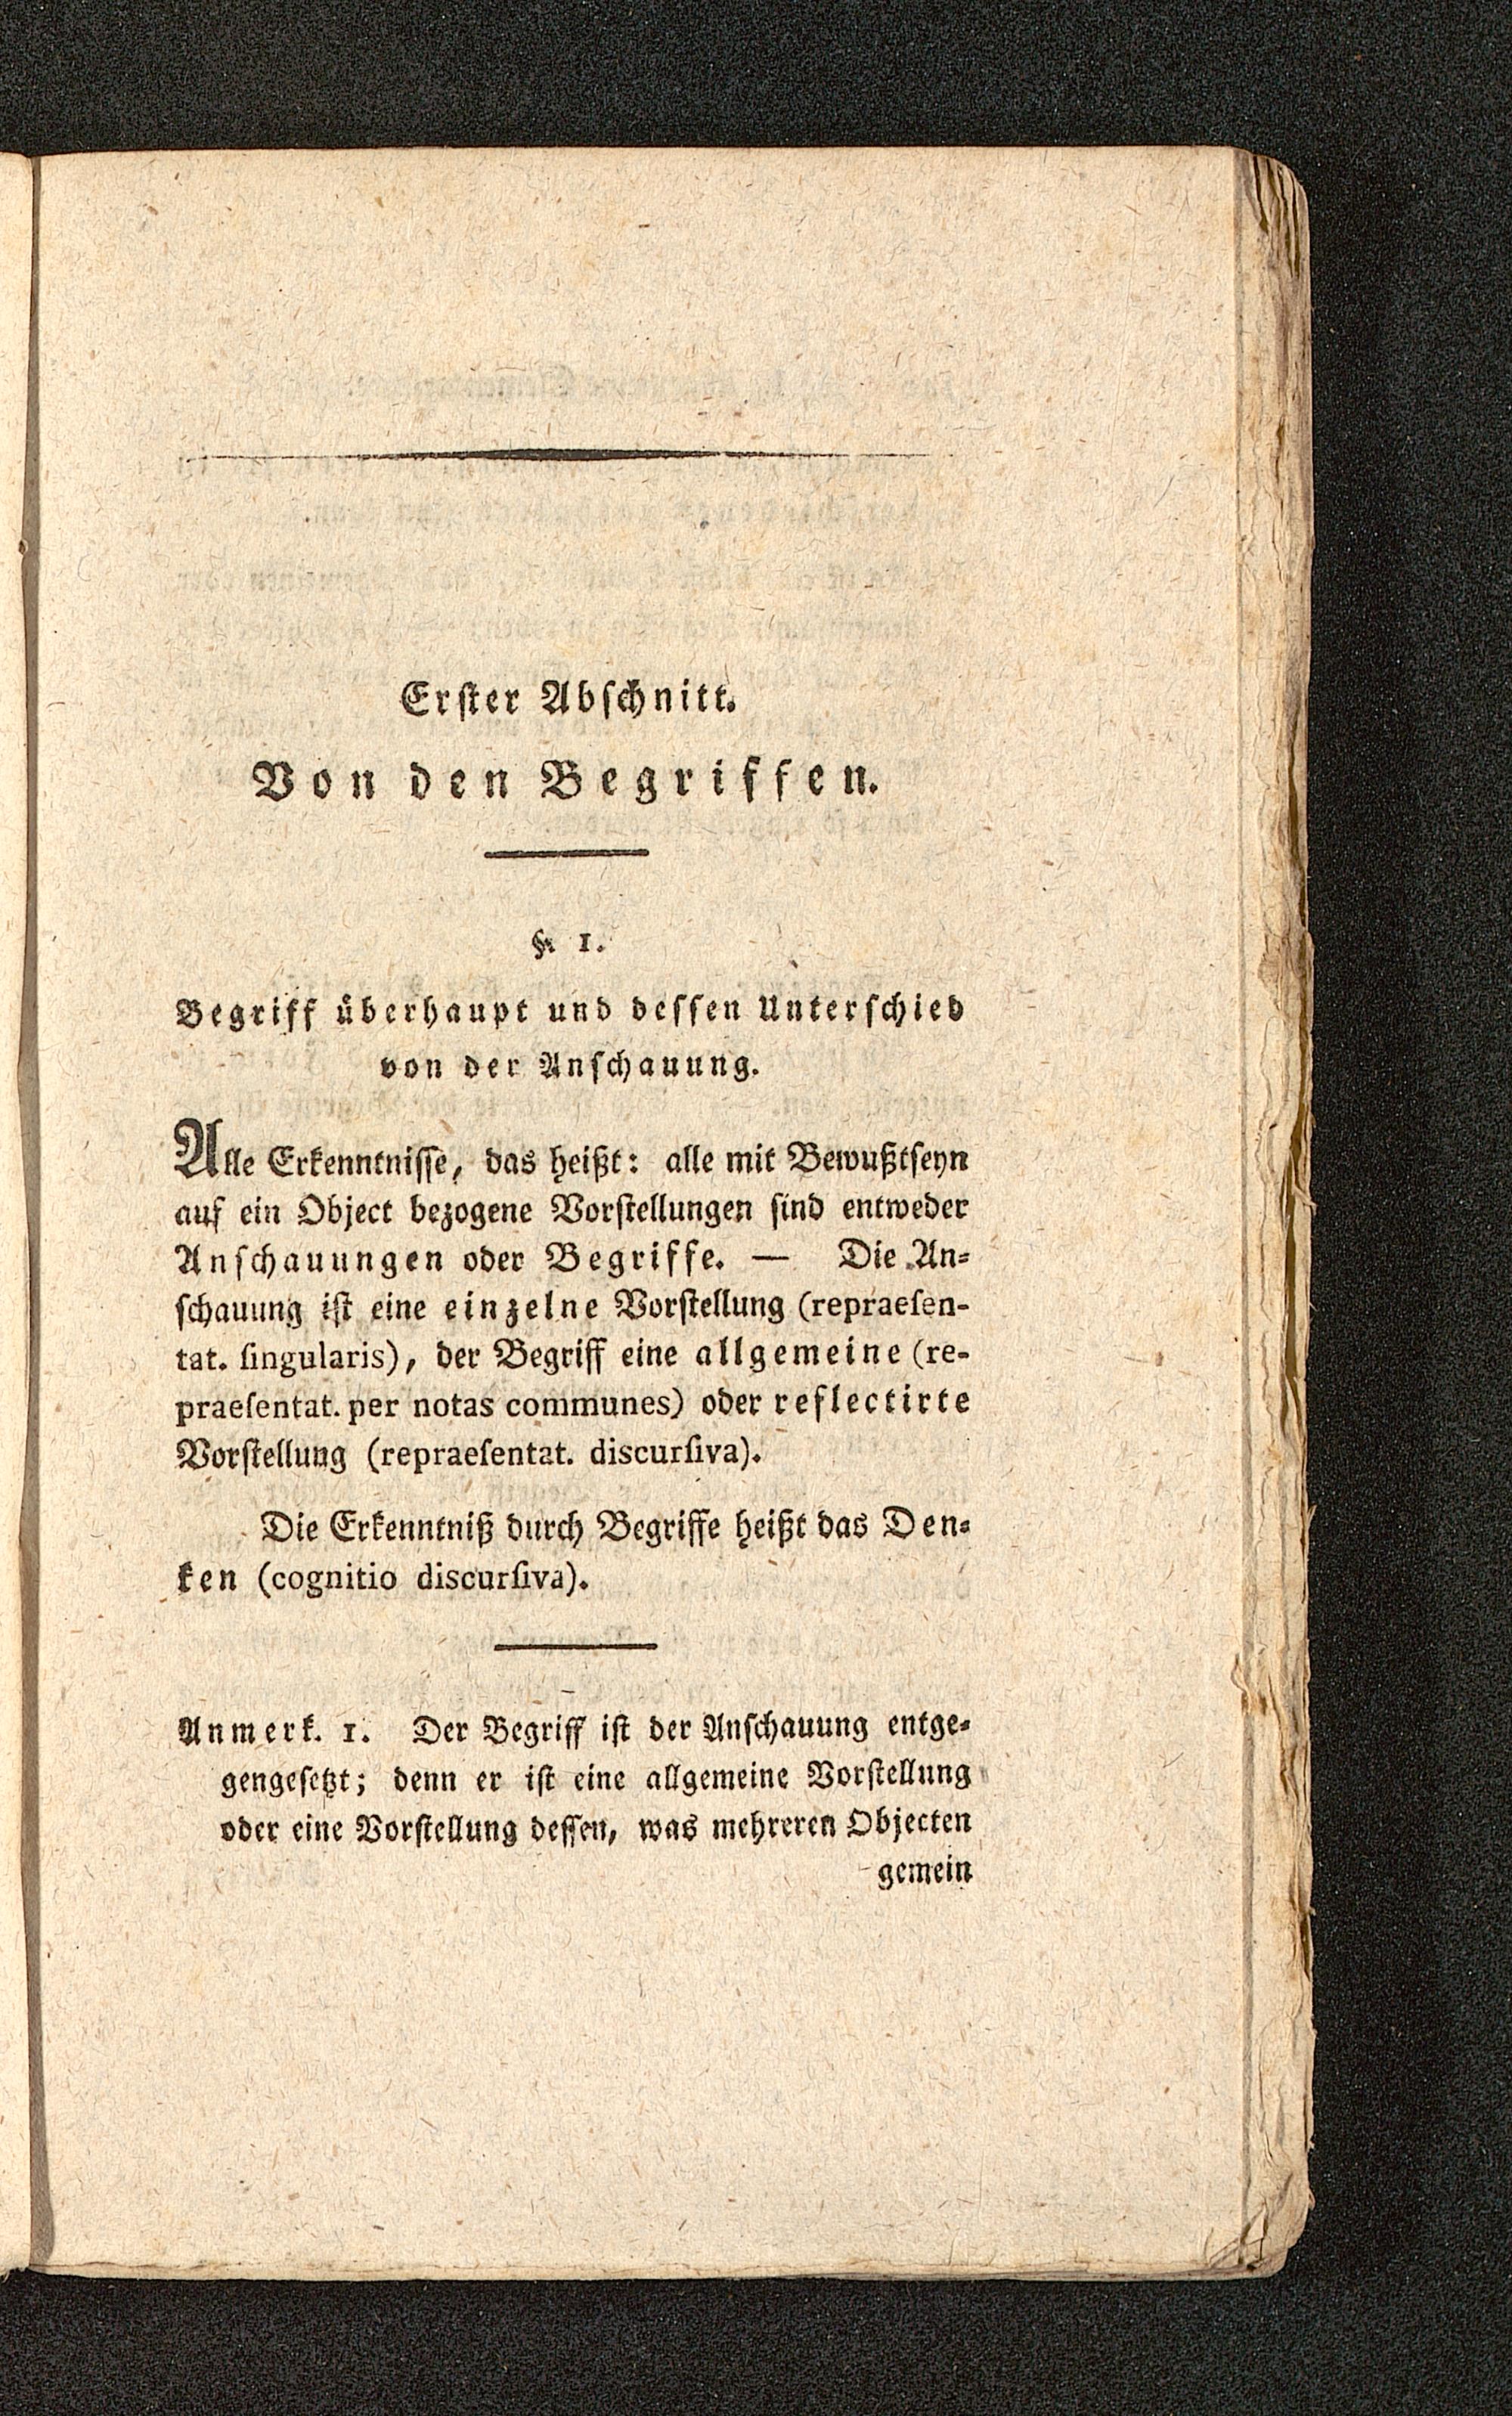 Erster Abschnitt.
Von den Begriffen.
§. 1.
Begriff überhaupt und dessen Unterschied
von der Anschauung.
Alle Erkenntnisse, das heißt: alle mit Bewußtseyn
auf ein Object bezogene Vorstellungen sind entweder
Anschauungen oder Begriffe. — Die An-
schauung ist eine einzelne Vorstellung (repraesen-
tat. singularis), der Begriff eine allgemeine (re-
praesentat. per notas communes) oder reflectirte
Vorstellung (repraesentat. discursiva).
Die Erkenntniß durch Begriffe heißt das Den-
ken (cognitio discursiva).
Anmerk. 1. Der Begriff ist der Anschauung entge-
gengesetzt; denn er ist eine allgemeine Vorstellung
oder eine Vorstellung dessen, was mehreren Objecten
gemein